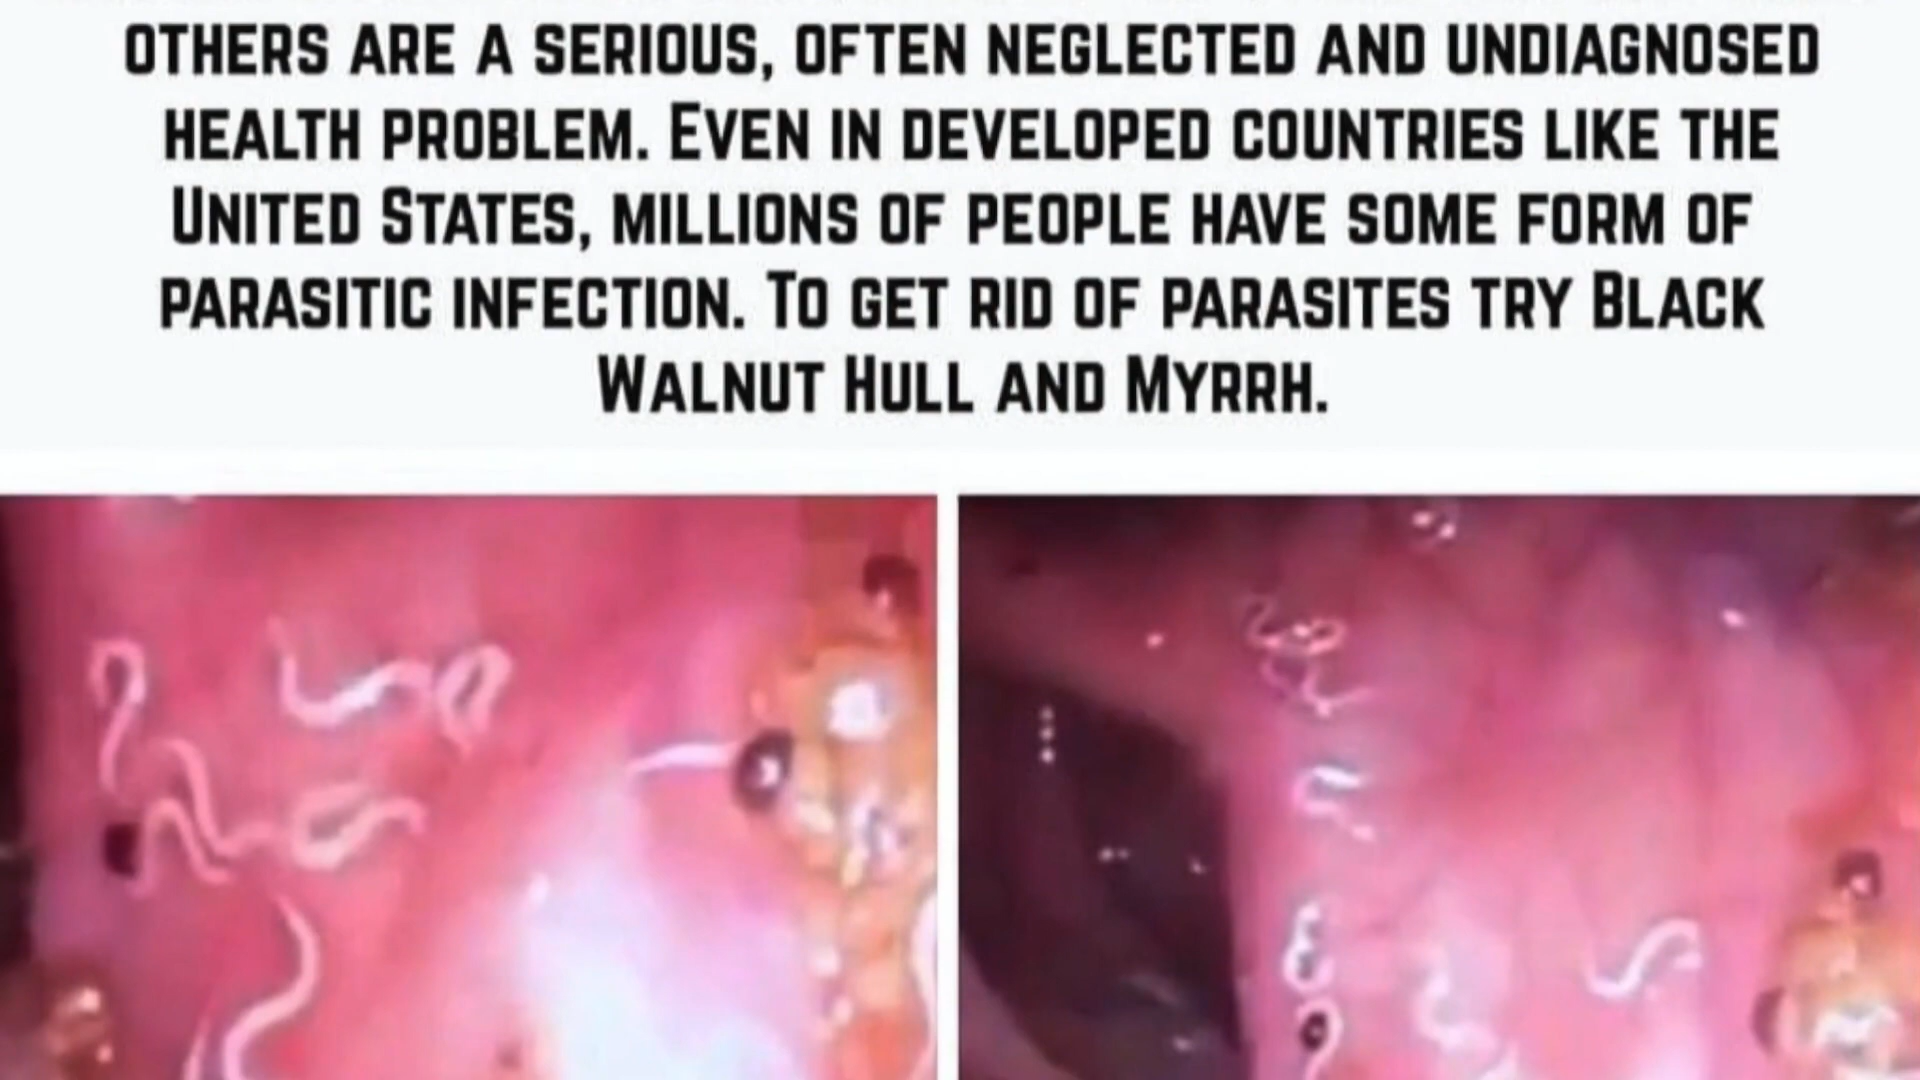 OTHERS ARE A SERIOUS, OFTEN NEGLECTED AND UNDIAGNOSED
HEALTH PROBLEM. EVEN IN DEVELOPED COUNTRIES LIKE THE
UNITED STATES, MILLIONS OF PEOPLE HAVE SOME FORM OF
PARASITIC INFECTION. TO GET RID OF PARASITES TRY BLACK
WALNUT HULL AND MYRRH.